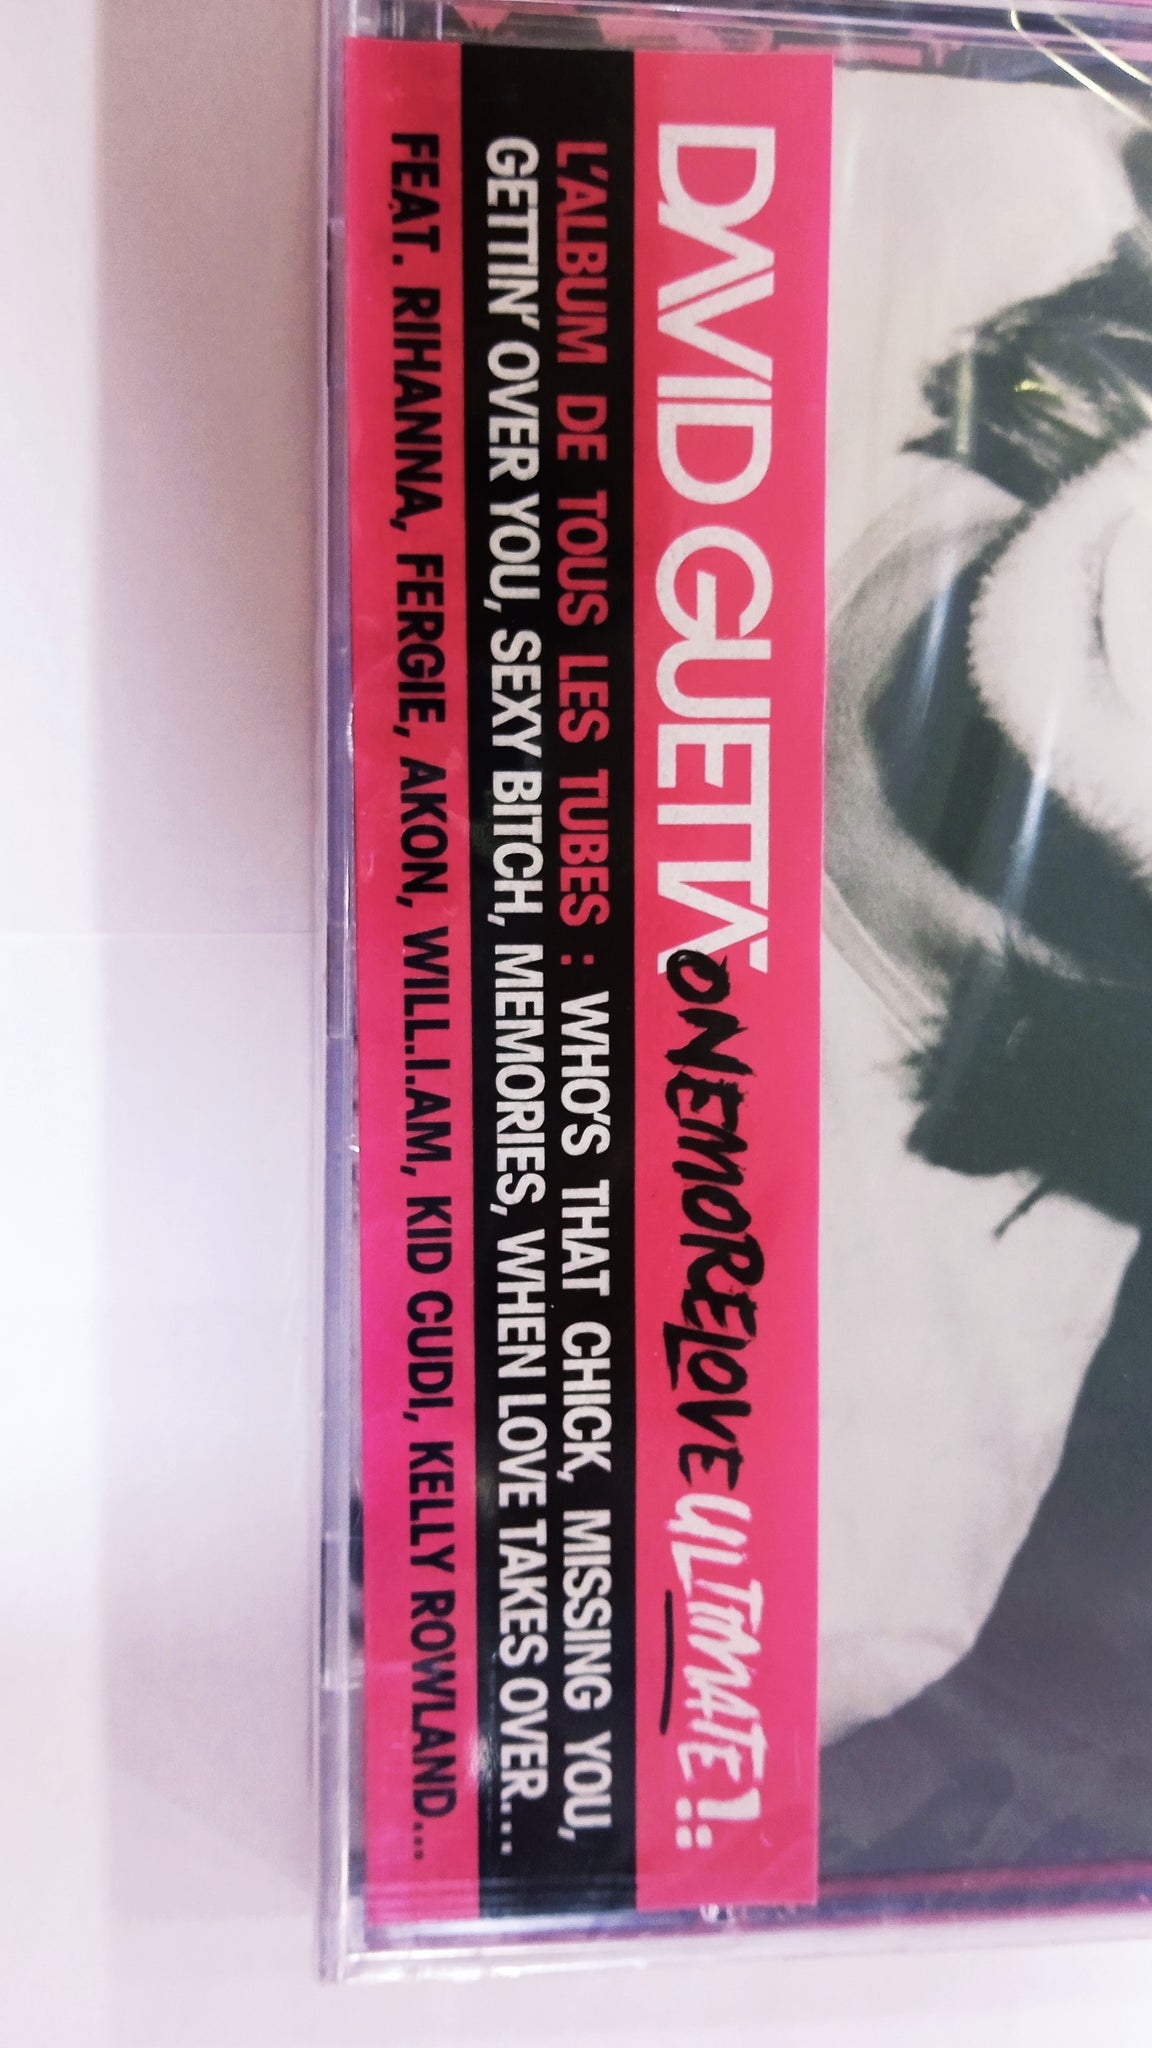 DAVID GUETTA ONE MORE LOVE ULTIMATE!:
L'ALBUM DE TOUS LES TUBES : WHO'S THAT CHICK, MISSING YOU,
GETTIN' OVER YOU, SEXY BITCH, MEMORIES, WHEN LOVE TAKES OVER...
FEAT. RIHANNA, FERGIE, AKON, WILL.I.AM, KID CUDI, KELLY ROWLAND...